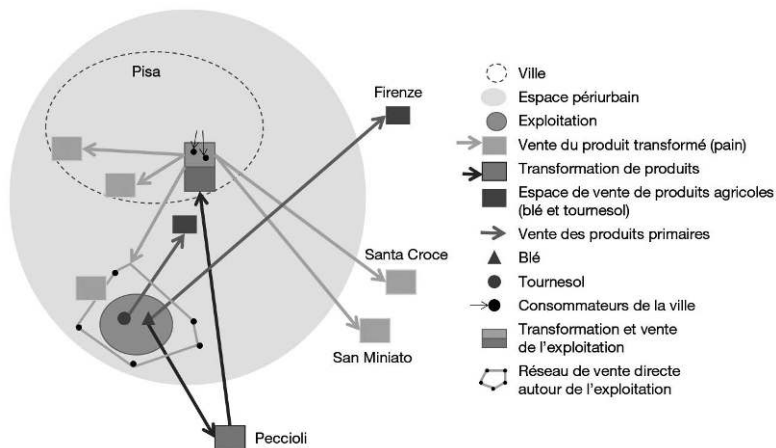 Pisa
Firenze
Santa Croce
San Miniato
Peccioli
Ville
Espace périurbain
Exploitation
Vente du produit transformé (pain)
Transformation de produits
Espace de vente de produits agricoles
(blé et tournesol)
Vente des produits primaires
Blé
Tournesol
Consommateurs de la ville
Transformation et vente
de l'exploitation
Réseau de vente directe
autour de l'exploitation